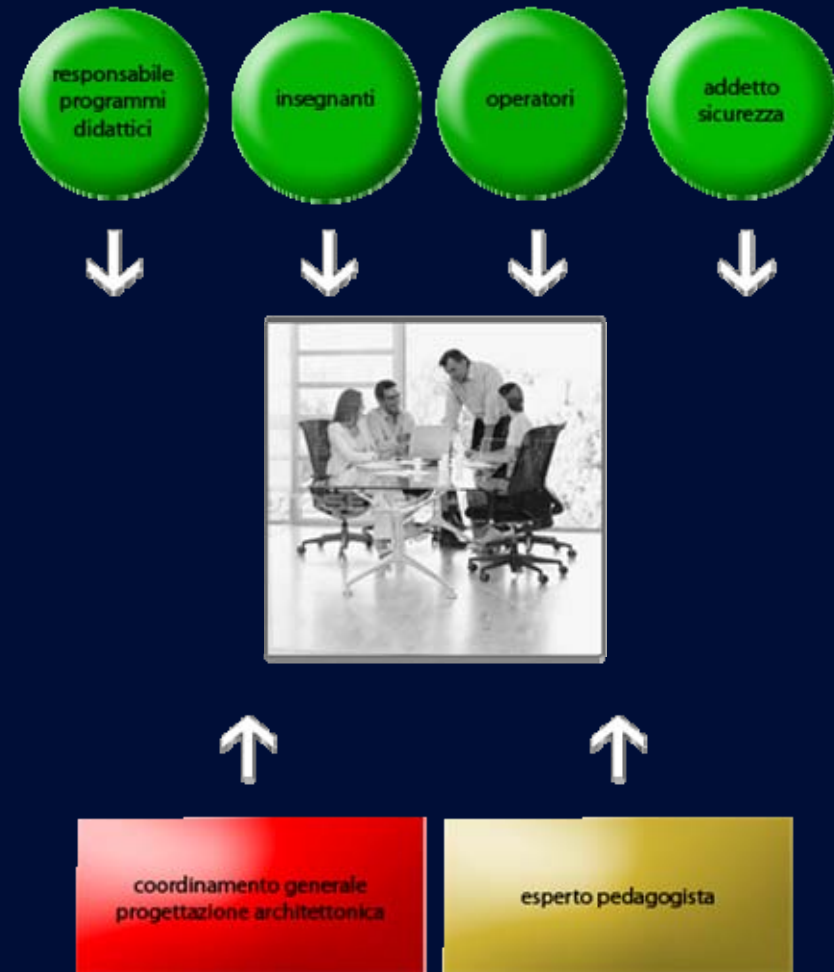 responsabile
programmi
didattici
insegnanti
operatori
addetto
sicurezza
coordinamento generale
progettazione architettonica
esperto pedagogista